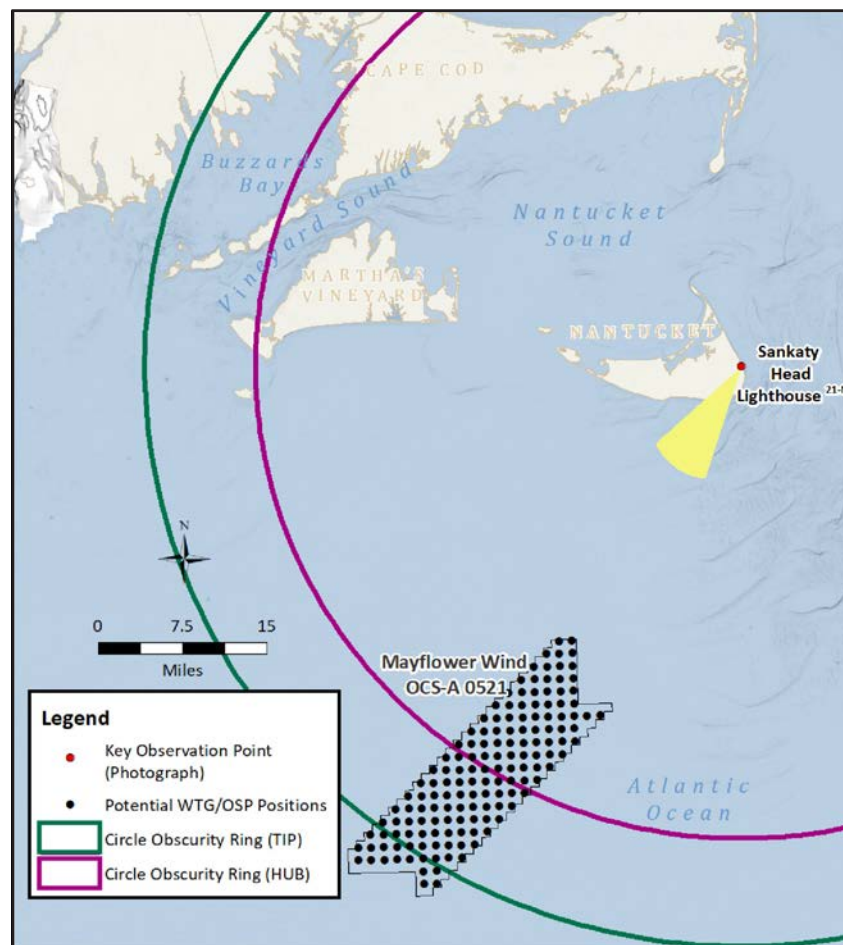 CAPE COD
Buzzards
Bay
Vineyard Sound
Nantucket
Sound
MARTHA'S
VINEYARD
NANTUCKET
Sankaty
Head
Lighthouse
N
0 7.5 15
Miles
Mayflower Wind
OCS-A 0521
Atlantic
Ocean
Legend
Key Observation Point
(Photograph)
Potential WTG/OSP Positions
Circle Obscurity Ring (TIP)
Circle Obscurity Ring (HUB)